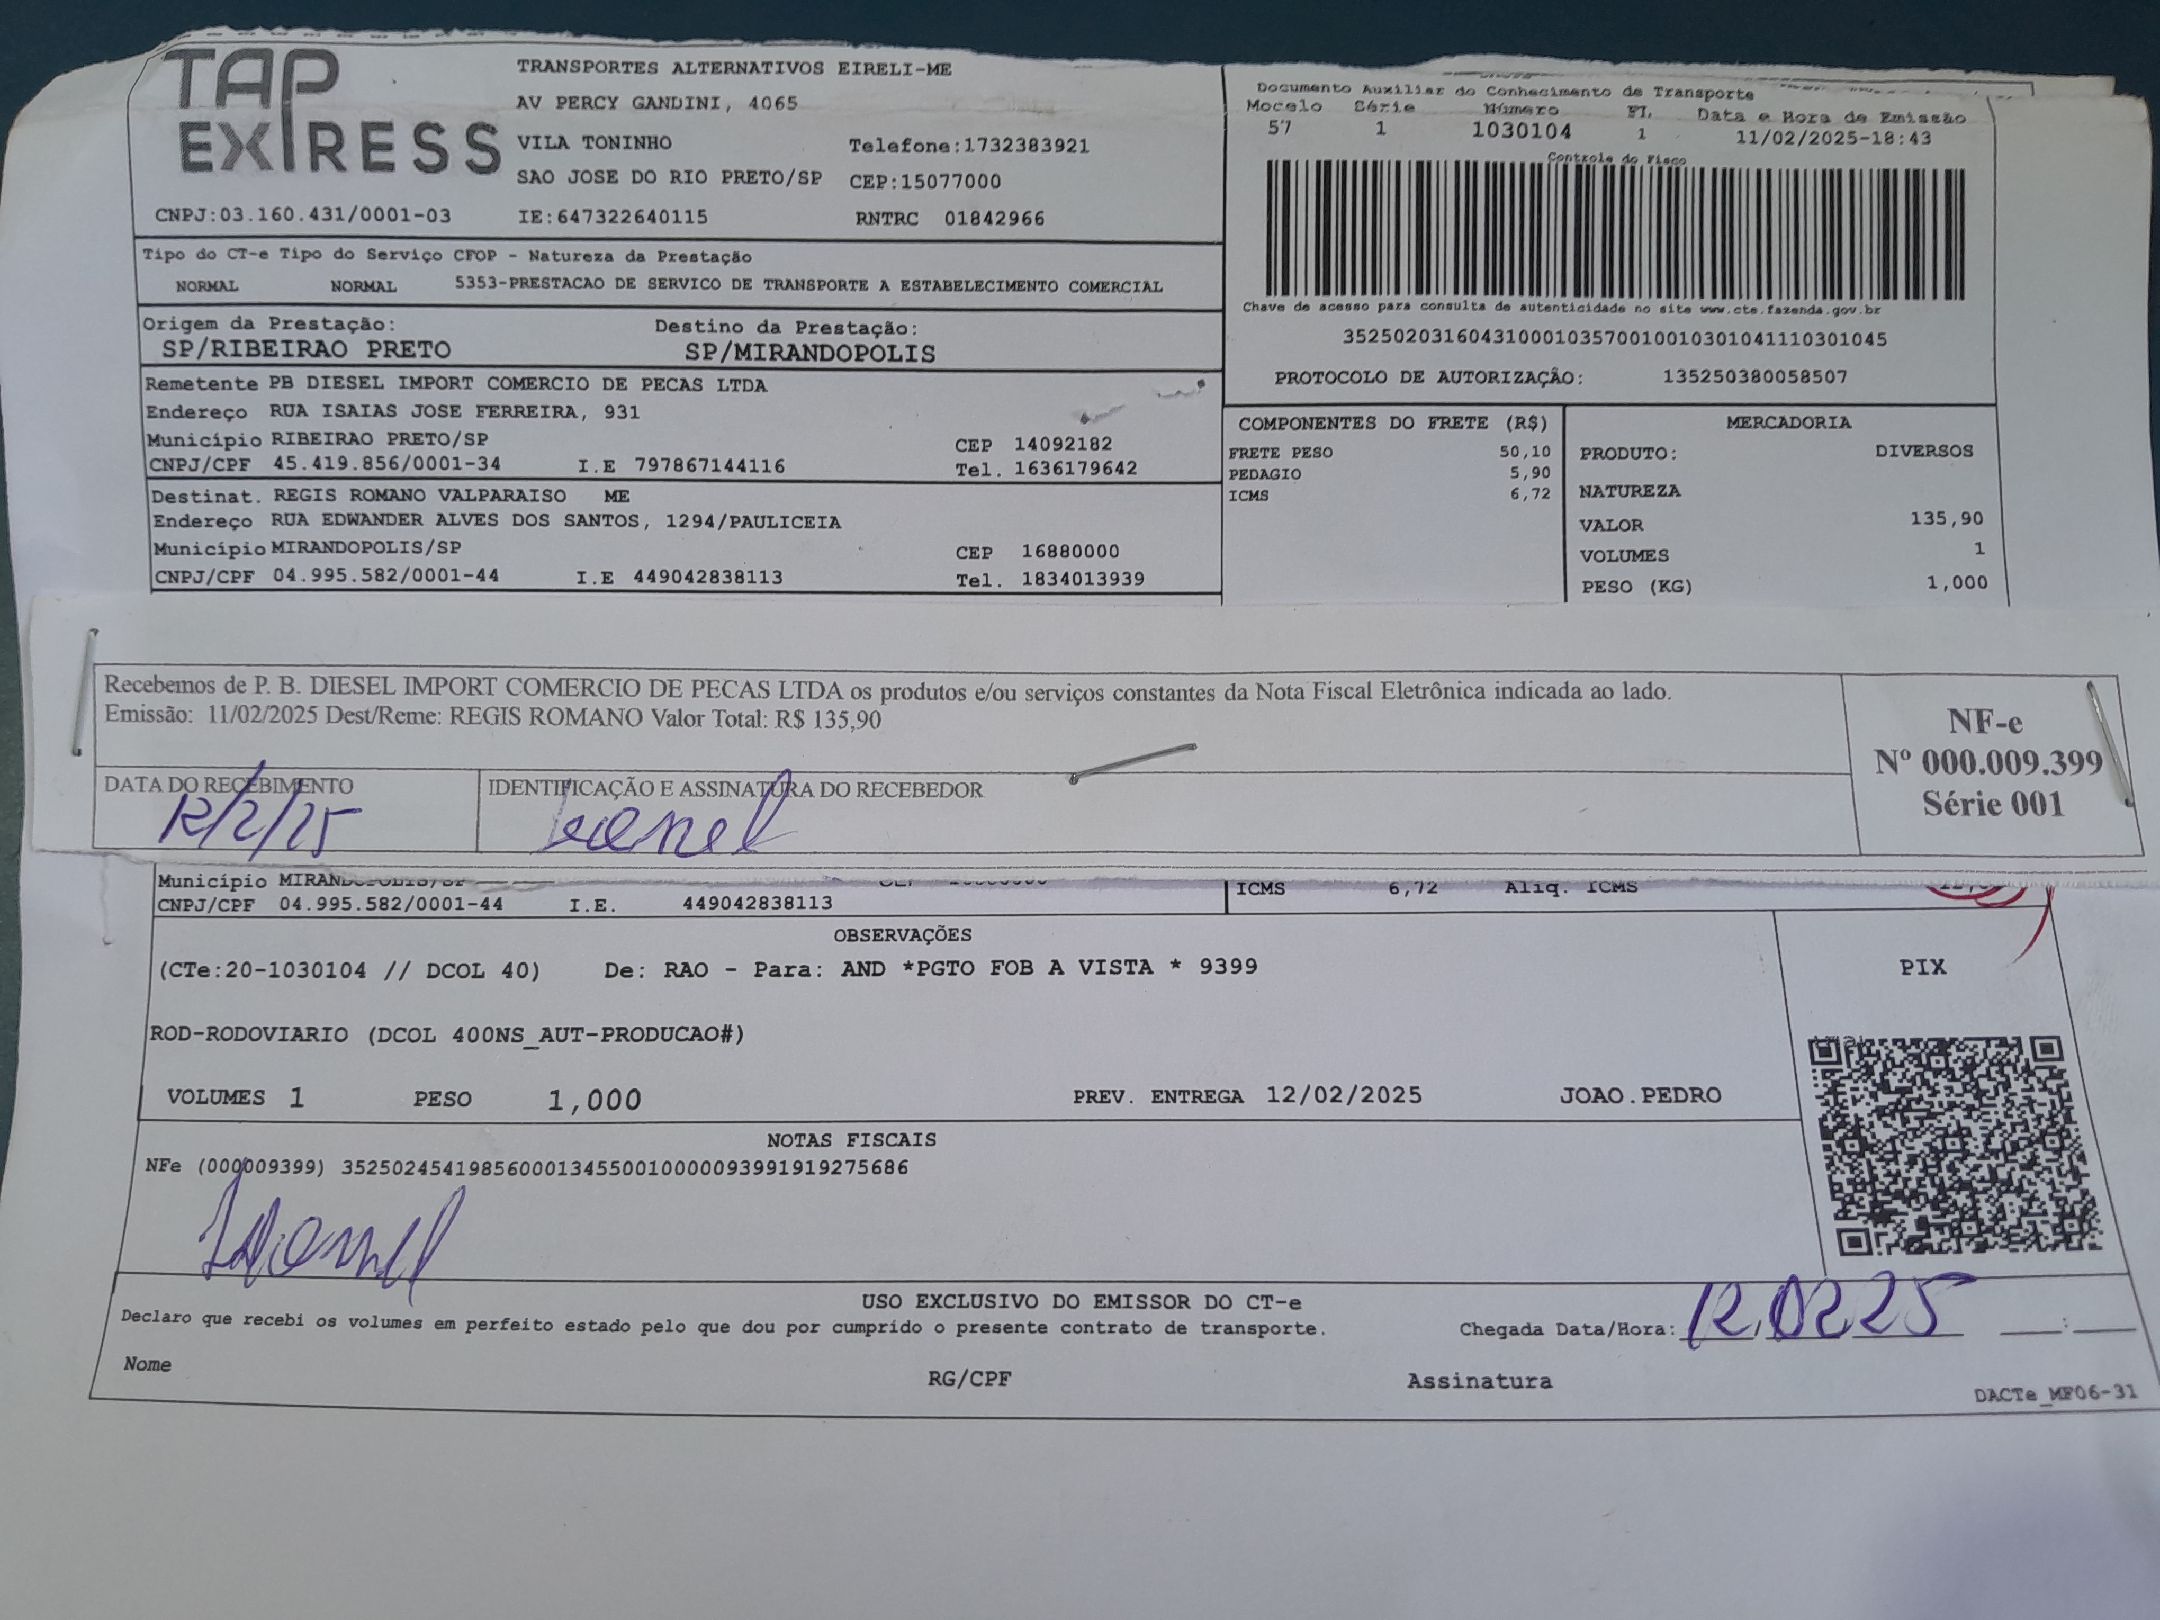 TAP EXPRESS
TRANSPORTES ALTERNATIVOS EIRELI-ME
AV PERCY GANDINI, 4065
VILA TONINHO Telefone:1732383921
SAO JOSE DO RIO PRETO/SP CEP:15077000
CNPJ:03.160.431/0001-03 IE:647322640115 RNTRC 01842966
Documento Auxiliar do Conhecimento de Transporte
Modelo Série Número FL. Data e Hora de Emissão
57 1 1030104 1 11/02/2025-18:43
Controle do Fisco
Chave de acesso para consulta de autenticidade no site www.cte.fazenda.gov.br
35250203160431000103570010010301041110301045
PROTOCOLO DE AUTORIZAÇÃO: 135250380058507
Tipo do CT-e Tipo do Serviço CFOP - Natureza da Prestação
NORMAL NORMAL 5353-PRESTACAO DE SERVICO DE TRANSPORTE A ESTABELECIMENTO COMERCIAL
Origem da Prestação: Destino da Prestação:
SP/RIBEIRAO PRETO SP/MIRANDOPOLIS
Remetente PB DIESEL IMPORT COMERCIO DE PECAS LTDA
Endereço RUA ISAIAS JOSE FERREIRA, 931
Município RIBEIRAO PRETO/SP CEP 14092182
CNPJ/CPF 45.419.856/0001-34 I.E 797867144116 Tel. 1636179642
Destinat. REGIS ROMANO VALPARAISO ME
Endereço RUA EDWANDER ALVES DOS SANTOS, 1294/PAULICEIA
Município MIRANDOPOLIS/SP CEP 16880000
CNPJ/CPF 04.995.582/0001-44 I.E 449042838113 Tel. 1834013939
COMPONENTES DO FRETE (R$)
FRETE PESO 50,10
PEDAGIO 5,90
ICMS 6,72
MERCADORIA
PRODUTO: DIVERSOS
NATUREZA
VALOR 135,90
VOLUMES 1
PESO (KG) 1,000
Recebemos de P. B. DIESEL IMPORT COMERCIO DE PECAS LTDA os produtos e/ou serviços constantes da Nota Fiscal Eletrônica indicada ao lado.
Emissão: 11/02/2025 Dest/Reme: REGIS ROMANO Valor Total: R$ 135,90
DATA DO RECEBIMENTO IDENTIFICAÇÃO E ASSINATURA DO RECEBEDOR
12/2/25
NF-e
Nº 000.009.399
Série 001
Município MIRANDOPOLIS/SP
ICMS 6,72 Aliq. ICMS
CNPJ/CPF 04.995.582/0001-44 I.E. 449042838113
OBSERVAÇÕES
(CTe:20-1030104 // DCOL 40) De: RAO - Para: AND *PGTO FOB A VISTA * 9399
PIX
ROD-RODOVIARIO (DCOL 400NS_AUT-PRODUCAO#)
VOLUMES 1 PESO 1,000 PREV. ENTREGA 12/02/2025 JOAO.PEDRO
NOTAS FISCAIS
NFe (000009399) 35250245419856000134550010000093991919275686
USO EXCLUSIVO DO EMISSOR DO CT-e
Declaro que recebi os volumes em perfeito estado pelo que dou por cumprido o presente contrato de transporte. Chegada Data/Hora: 12/02/25 __:__
Nome RG/CPF Assinatura
DACTe_MF06-31